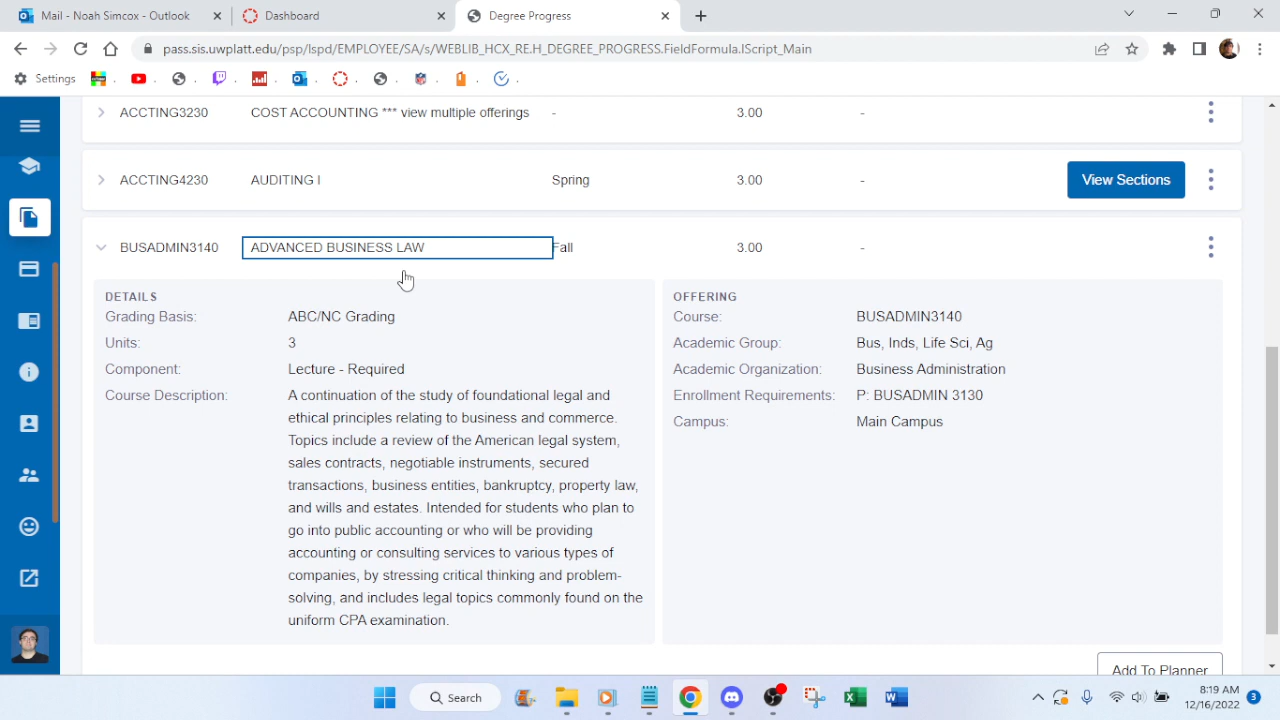 Mail - Noah Simcox - Outlook
Dashboard
Degree Progress
pass.sis.uwplatt.edu/psp/lspd/EMPLOYEE/SA/s/WEBLIB_HCX_RE.H_DEGREE_PROGRESS.FieldFormula.IScript_Main
Settings
ACCTING3230 COST ACCOUNTING *** view multiple offerings - 3.00 -
ACCTING4230 AUDITING I Spring 3.00 - View Sections
BUSADMIN3140 ADVANCED BUSINESS LAW Fall 3.00 -
DETAILS
Grading Basis: ABC/NC Grading
Units: 3
Component: Lecture - Required
Course Description: A continuation of the study of foundational legal and
ethical principles relating to business and commerce.
Topics include a review of the American legal system,
sales contracts, negotiable instruments, secured
transactions, business entities, bankruptcy, property law,
and wills and estates. Intended for students who plan to
go into public accounting or who will be providing
accounting or consulting services to various types of
companies, by stressing critical thinking and problem-
solving, and includes legal topics commonly found on the
uniform CPA examination.
OFFERING
Course: BUSADMIN3140
Academic Group: Bus, Inds, Life Sci, Ag
Academic Organization: Business Administration
Enrollment Requirements: P: BUSADMIN 3130
Campus: Main Campus
Add To Planner
Search
8:19 AM
12/16/2022
3